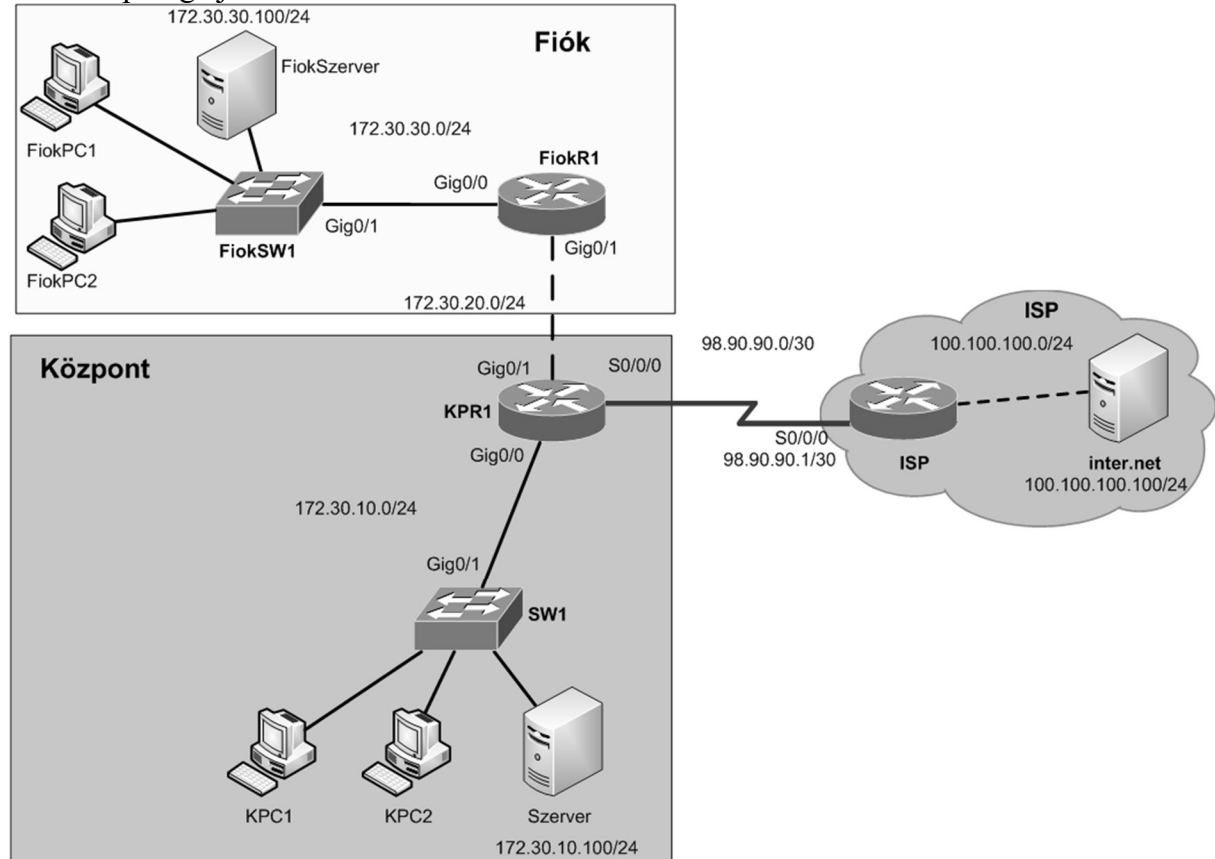 172.30.30.100/24
Fiók
FiokSzerver
172.30.30.0/24
FiokPC1
FiokR1
Gig0/0
Gig0/1
FiokSW1
Gig0/1
FiokPC2
172.30.20.0/24
Központ
Gig0/1
S0/0/0
98.90.90.0/30
ISP
100.100.100.0/24
KPR1
Gig0/0
S0/0/0
98.90.90.1/30
ISP
inter.net
100.100.100.100/24
172.30.10.0/24
Gig0/1
SW1
KPC1
KPC2
Szerver
172.30.10.100/24